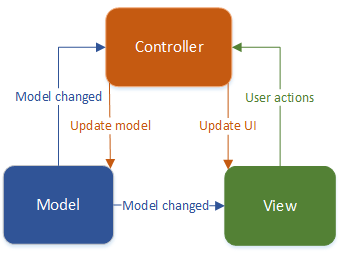 Controller
Model changed
User actions
Update model
Update UI
Model
Model changed
View